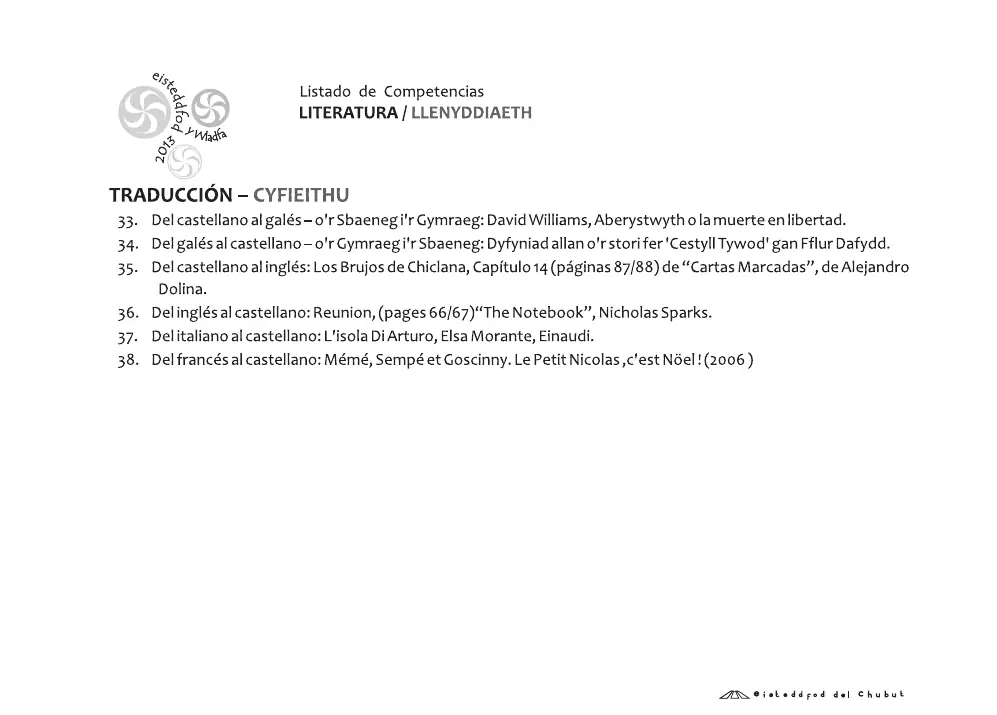 eisteddfod
y Wladfa
2013
Listado de Competencias
LITERATURA / LLENYDDIAETH
TRADUCCIÓN – CYFIEITHU
33. Del castellano al galés – o'r Sbaeneg i'r Gymraeg: David Williams, Aberystwyth o la muerte en libertad.
34. Del galés al castellano – o'r Gymraeg i'r Sbaeneg: Dyfyniad allan o'r stori fer 'Cestyll Tywod' gan Fflur Dafydd.
35. Del castellano al inglés: Los Brujos de Chiclana, Capítulo 14 (páginas 87/88) de “Cartas Marcadas”, de Alejandro
Dolina.
36. Del inglés al castellano: Reunion, (pages 66/67)“The Notebook”, Nicholas Sparks.
37. Del italiano al castellano: L'isola Di Arturo, Elsa Morante, Einaudi.
38. Del francés al castellano: Mémé, Sempé et Goscinny. Le Petit Nicolas ,c'est Nöel ! (2006 )
eisteddfod del Chubut